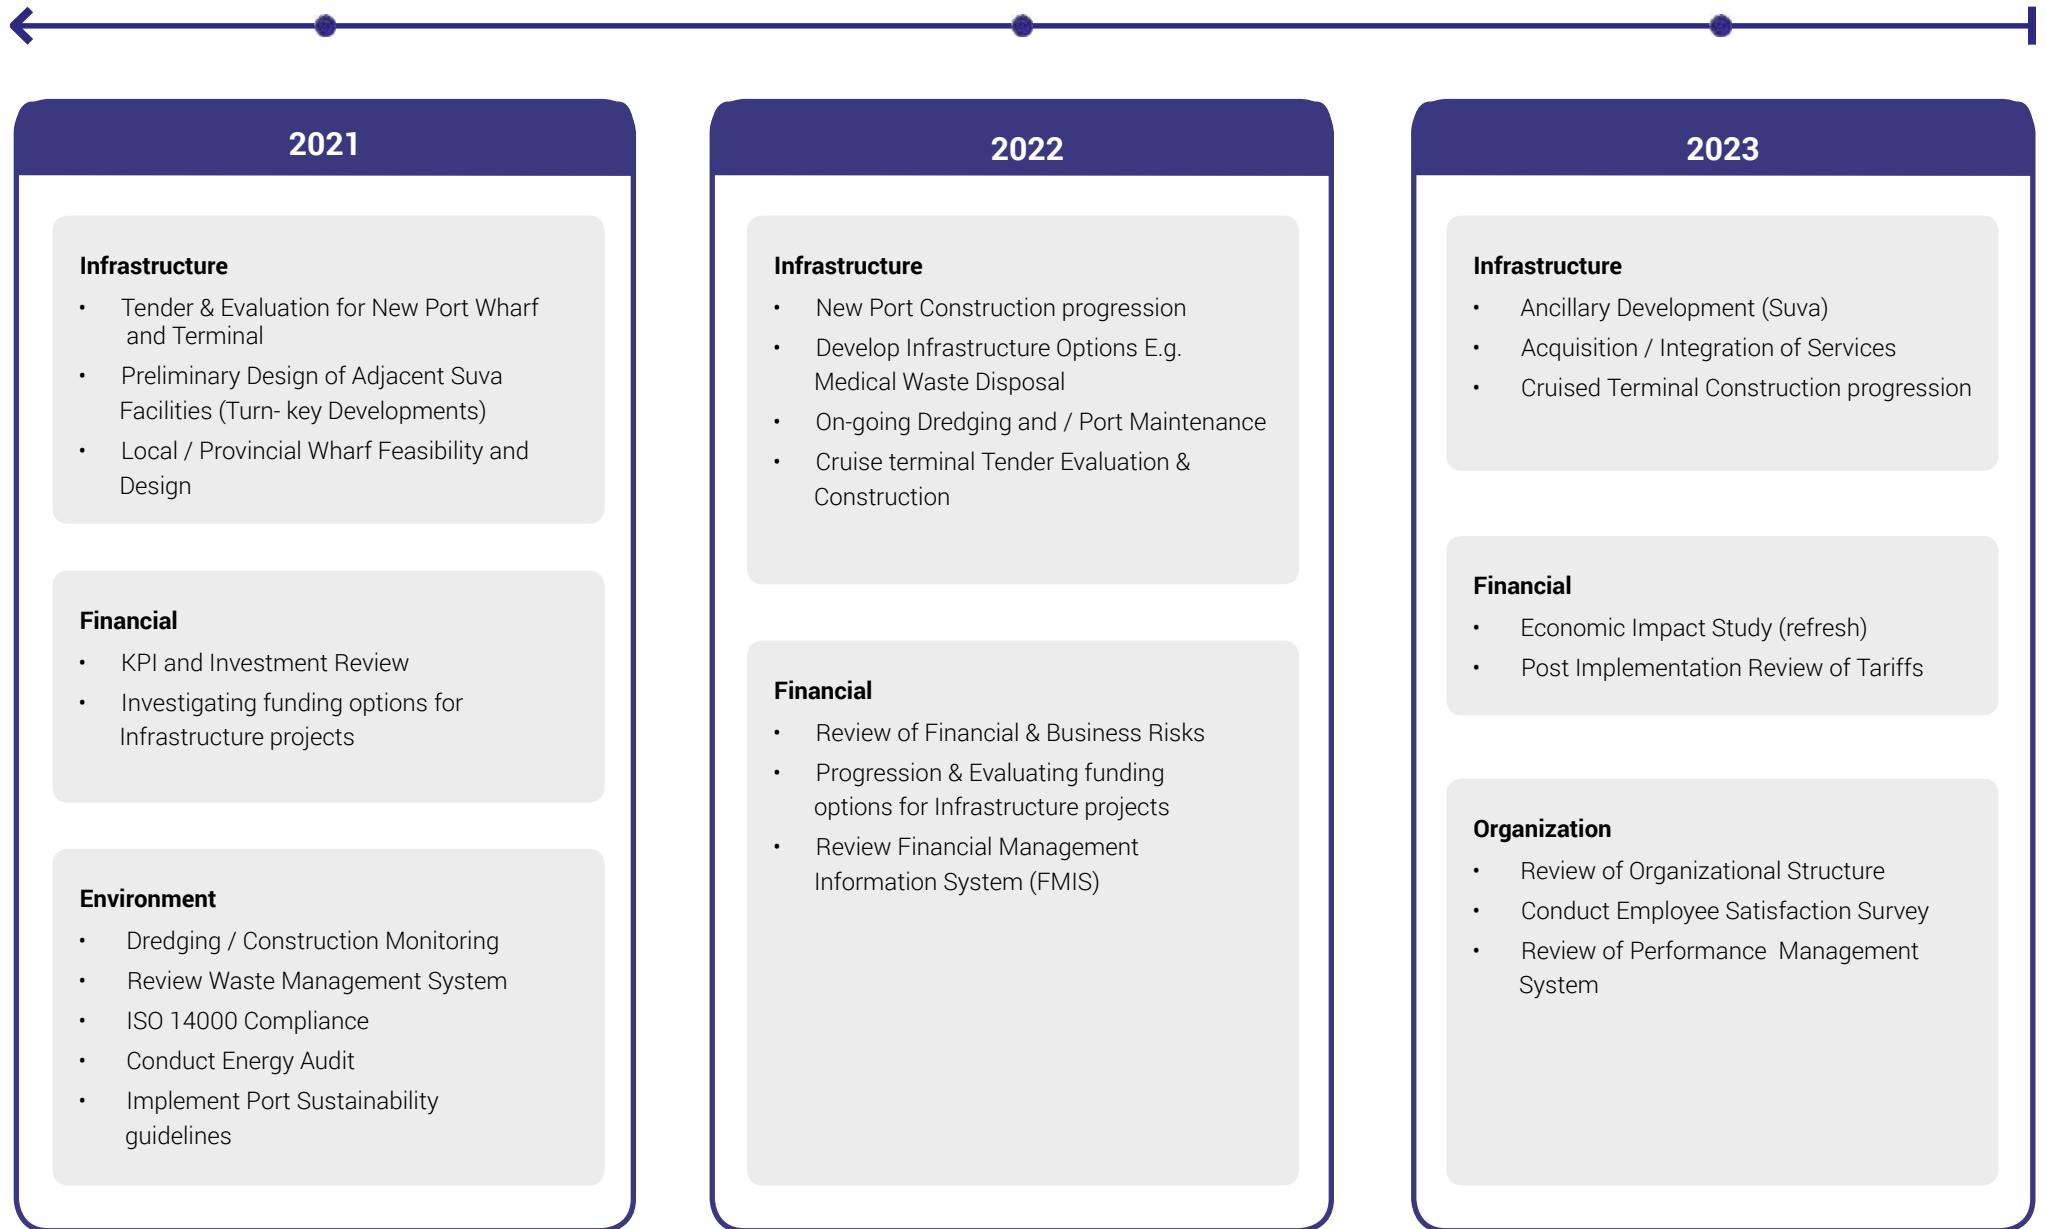 2021
Infrastructure
• Tender & Evaluation for New Port Wharf
and Terminal
• Preliminary Design of Adjacent Suva
Facilities (Turn- key Developments)
• Local / Provincial Wharf Feasibility and
Design
Financial
• KPI and Investment Review
• Investigating funding options for
Infrastructure projects
Environment
• Dredging / Construction Monitoring
• Review Waste Management System
• ISO 14000 Compliance
• Conduct Energy Audit
• Implement Port Sustainability
guidelines
2022
Infrastructure
• New Port Construction progression
• Develop Infrastructure Options E.g.
Medical Waste Disposal
• On-going Dredging and / Port Maintenance
• Cruise terminal Tender Evaluation &
Construction
Financial
• Review of Financial & Business Risks
• Progression & Evaluating funding
options for Infrastructure projects
• Review Financial Management
Information System (FMIS)
2023
Infrastructure
• Ancillary Development (Suva)
• Acquisition / Integration of Services
• Cruised Terminal Construction progression
Financial
• Economic Impact Study (refresh)
• Post Implementation Review of Tariffs
Organization
• Review of Organizational Structure
• Conduct Employee Satisfaction Survey
• Review of Performance  Management
System